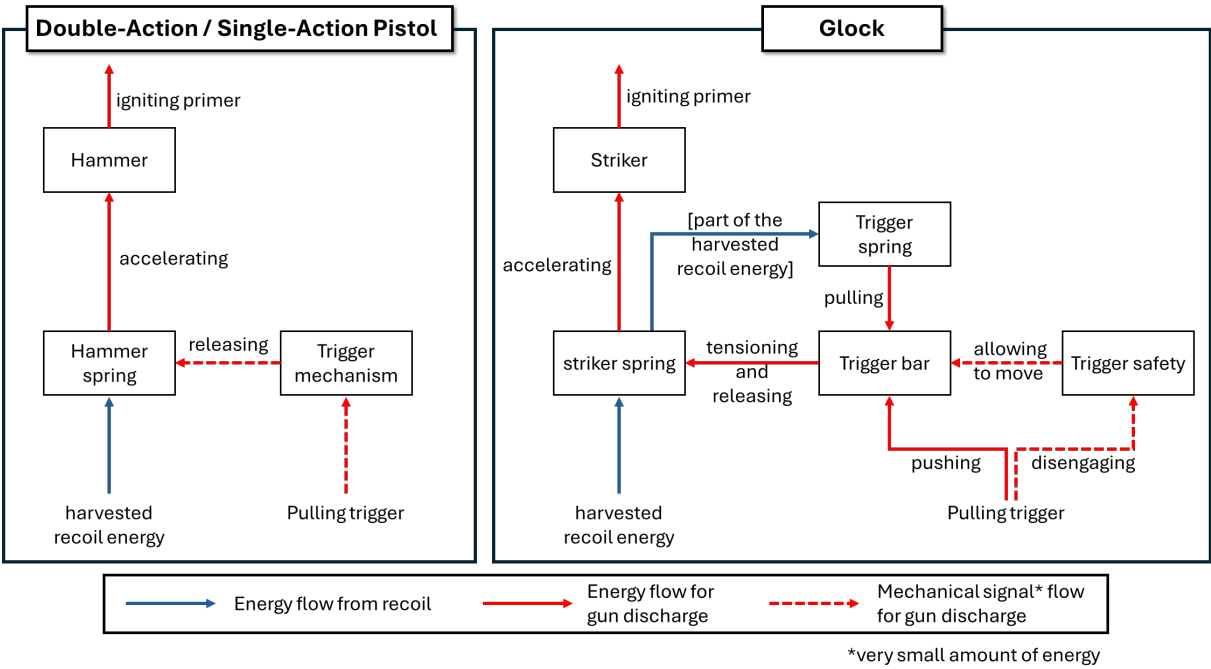 Double-Action / Single-Action Pistol
igniting primer
Hammer
accelerating
Hammer
spring
releasing
Trigger
mechanism
harvested
recoil energy
Pulling trigger
Glock
igniting primer
Striker
[part of the
harvested
recoil energy]
Trigger
spring
accelerating
pulling
striker spring
tensioning
and
releasing
Trigger bar
allowing
to move
Trigger safety
pushing
disengaging
harvested
recoil energy
Pulling trigger
Energy flow from recoil
Energy flow for
gun discharge
Mechanical signal* flow
for gun discharge
*very small amount of energy